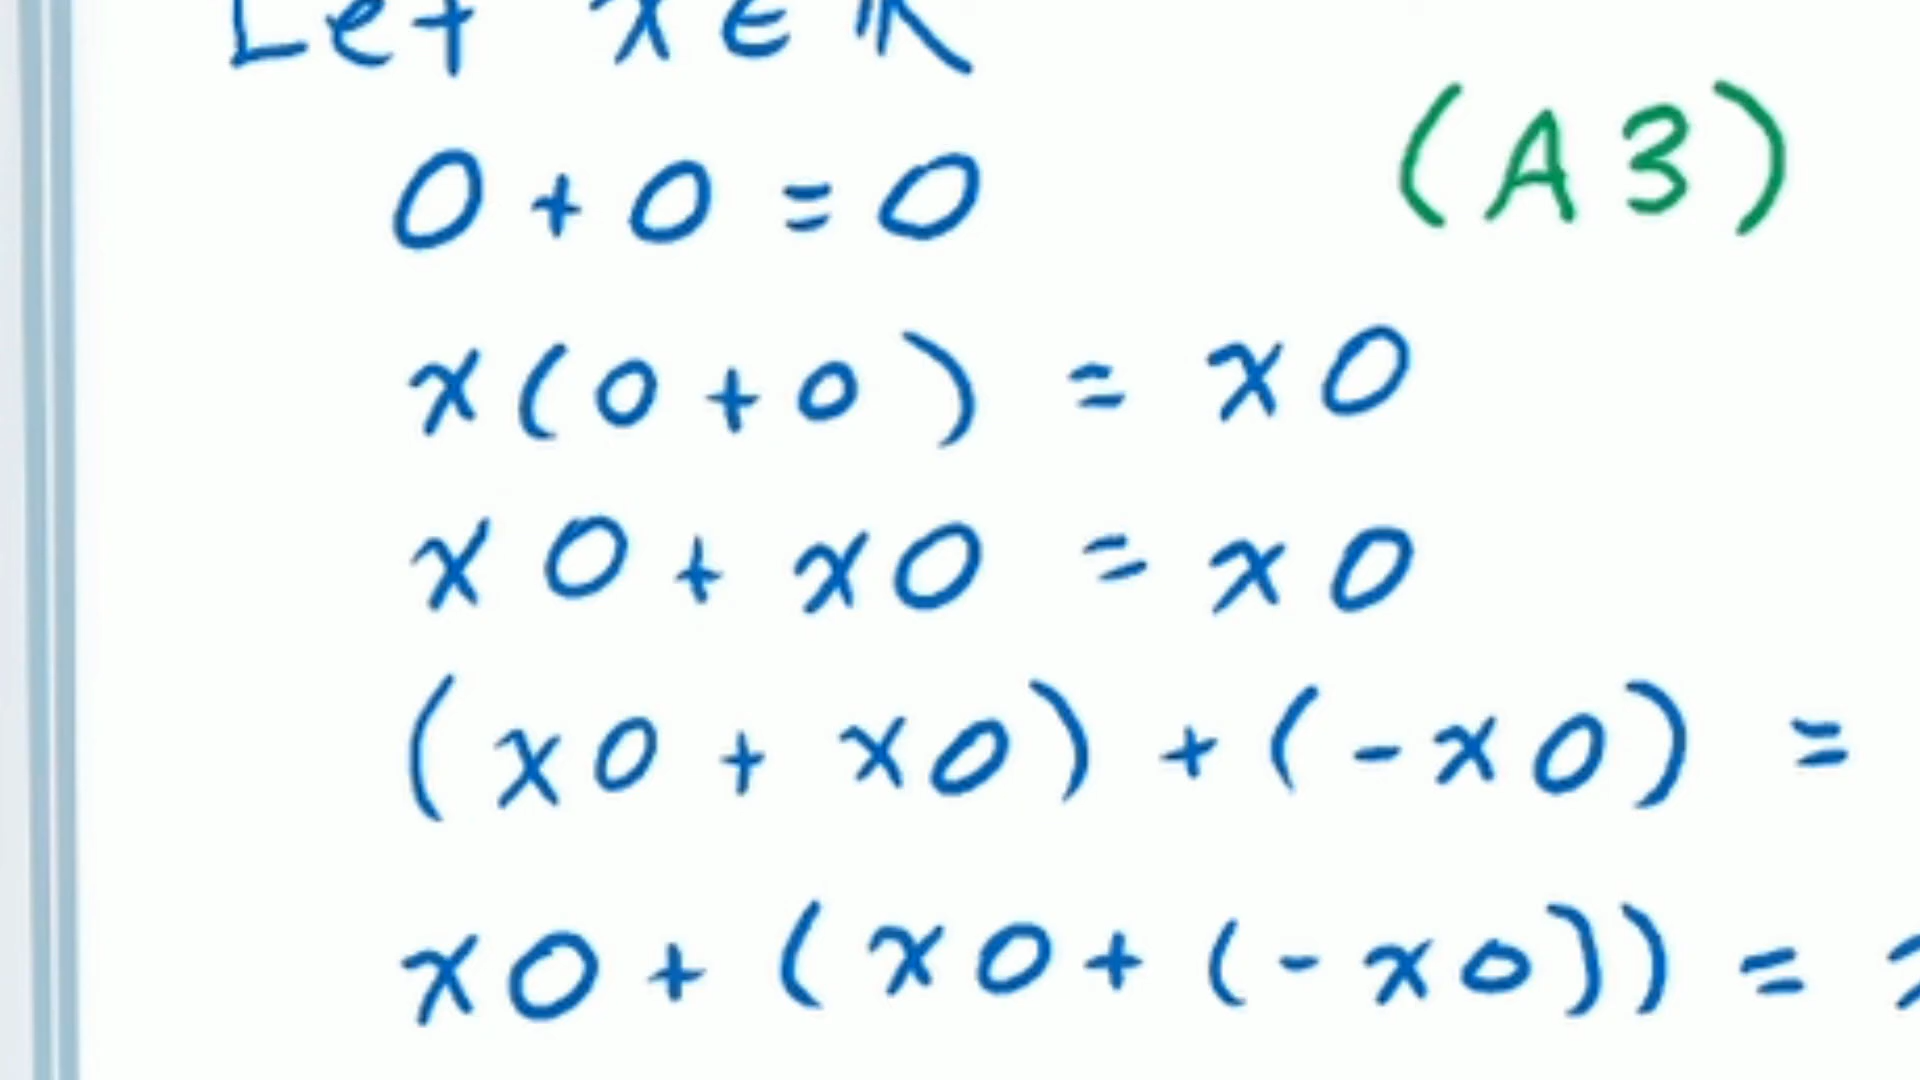 Let x ∈ ℝ
0 + 0 = 0 (A3)
x(0 + 0) = x0
x0 + x0 = x0
(x0 + x0) + (-x0) =
x0 + (x0 + (-x0)) =